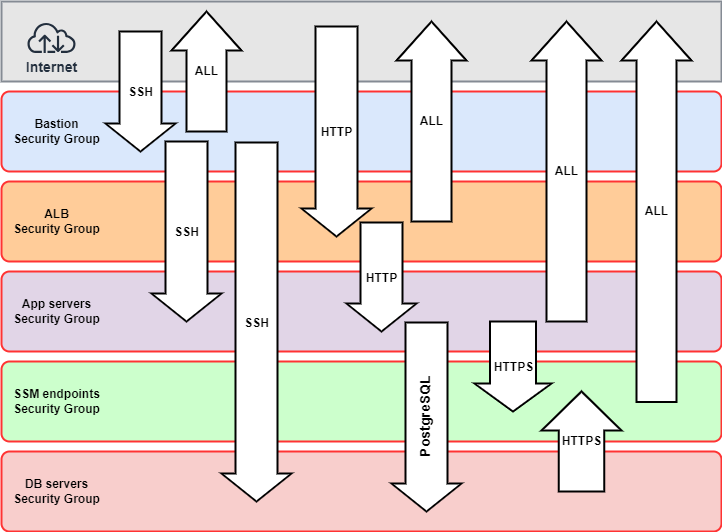 Internet
SSH
ALL
HTTP
ALL
ALL
ALL
Bastion
Security Group
ALB
Security Group
SSH
HTTP
SSH
App servers
Security Group
HTTPS
PostgreSQL
SSM endpoints
Security Group
HTTPS
DB servers
Security Group